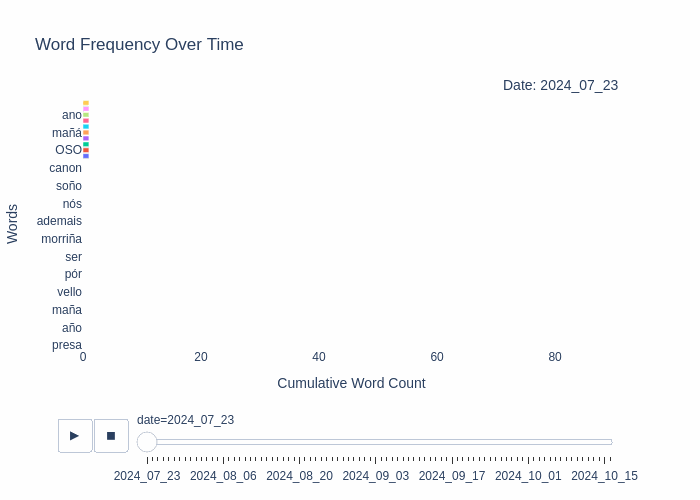 Word Frequency Over Time
Date: 2024_07_23
Words
ano
mañá
OSO
canon
soño
nós
ademais
morriña
ser
pór
vello
maña
año
presa
0 20 40 60 80
Cumulative Word Count
date=2024_07_23
2024_07_23 2024_08_06 2024_08_20 2024_09_03 2024_09_17 2024_10_01 2024_10_15